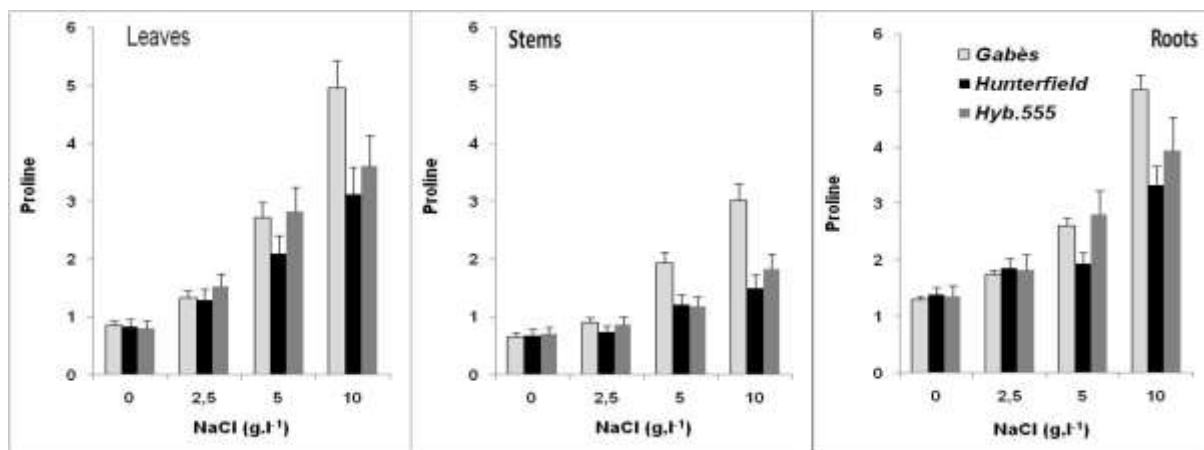 Leaves
6
5
4
3
2
1
0
Proline
0 2,5 5 10
NaCl (g.l-1)
Stems
6
5
4
3
2
1
0
Proline
0 2,5 5 10
NaCl (g.l-1)
Roots
Gabès
Hunterfield
Hyb.555
6
5
4
3
2
1
0
Proline
0 2,5 5 10
NaCl (g.l-1)